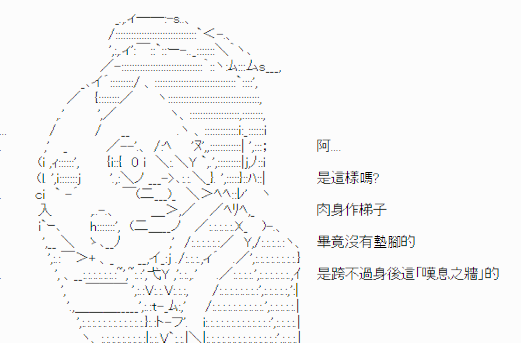 阿....
是這樣嗎?
肉身作梯子
畢竟沒有墊腳的
是跨不過身後這「嘆息之牆」的